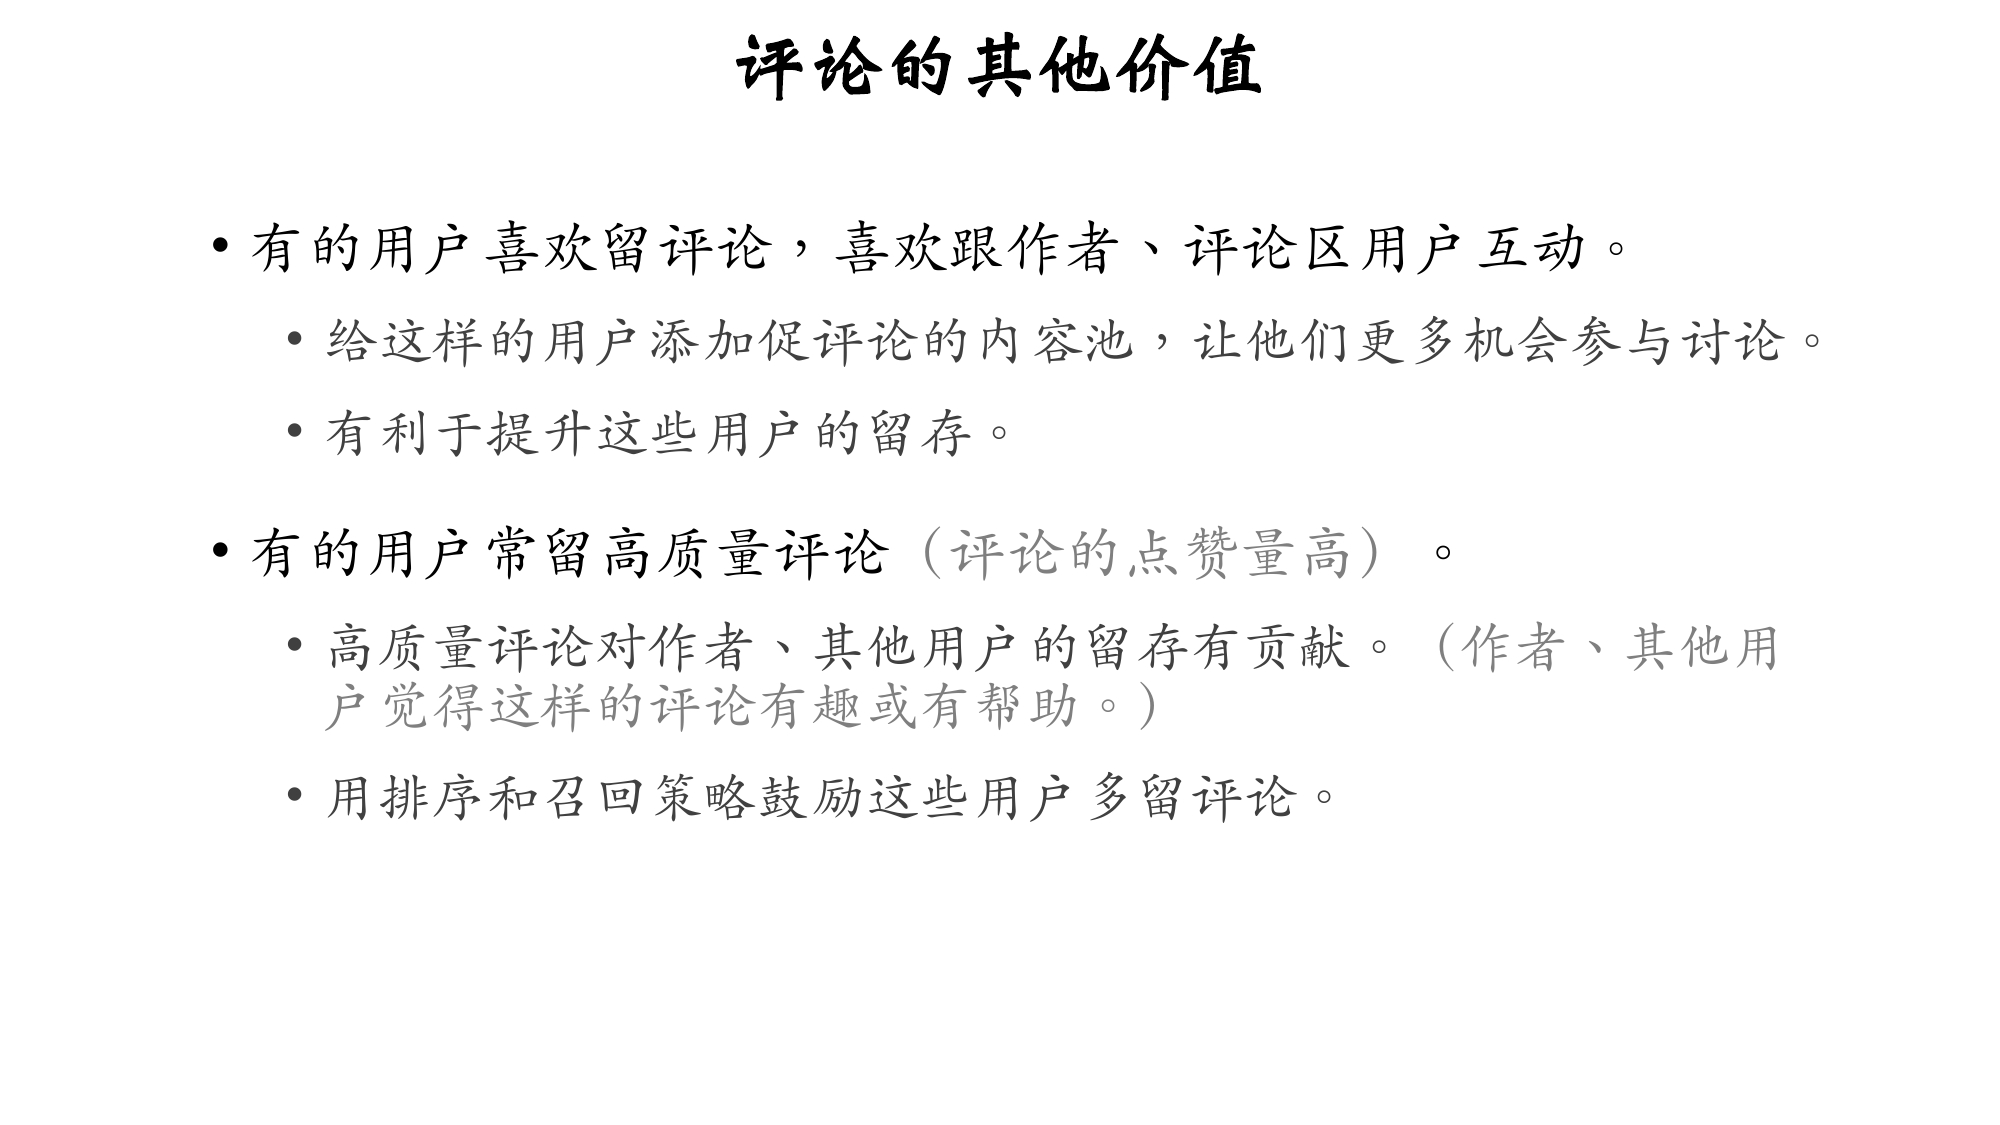 评论的其他价值
• 有的用户喜欢留评论，喜欢跟作者、评论区用户互动。
• 给这样的用户添加促评论的内容池，让他们更多机会参与讨论。
• 有利于提升这些用户的留存。
• 有的用户常留高质量评论（评论的点赞量高）。
• 高质量评论对作者、其他用户的留存有贡献。（作者、其他用
户觉得这样的评论有趣或有帮助。）
• 用排序和召回策略鼓励这些用户多留评论。